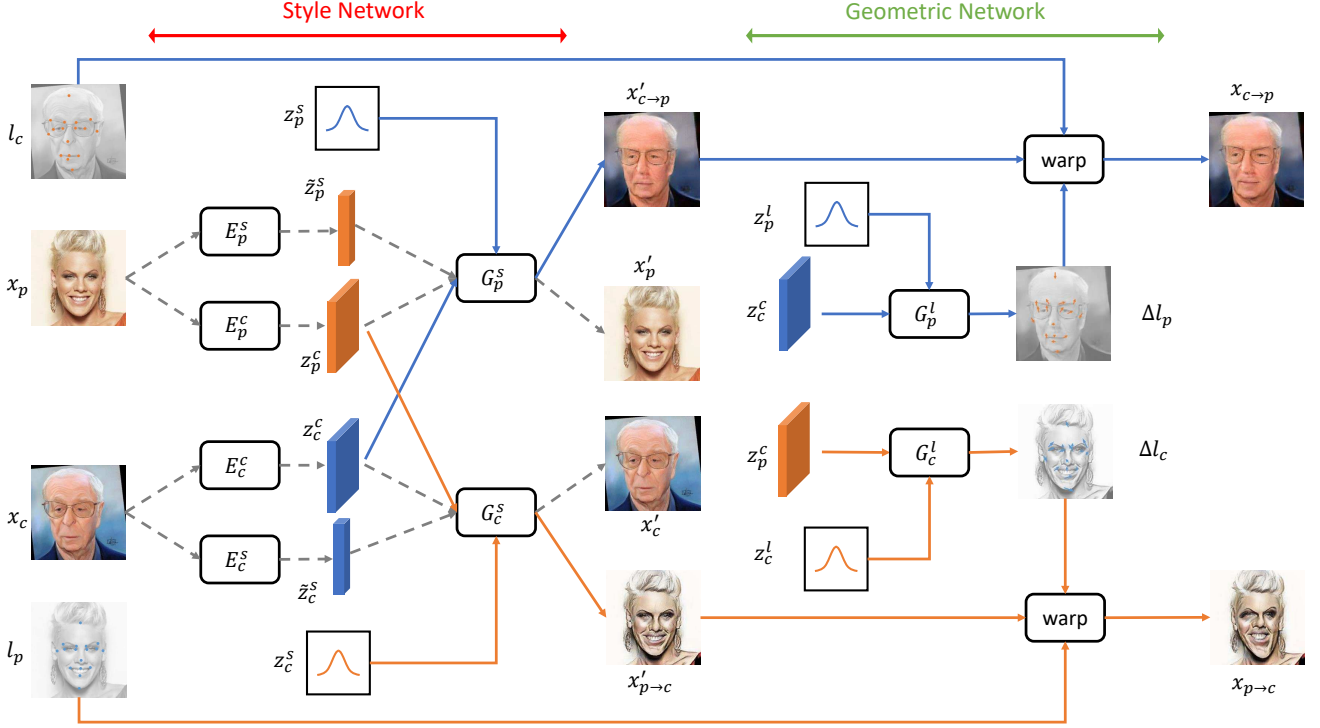 Style Network
Geometric Network
l_c
z_p^s
x'_{c→p}
warp
x_{c→p}
z̃_p^s
E_p^s
x_p
E_p^c
z_p^c
G_p^s
x'_p
z_p^l
z_c^c
G_p^l
Δl_p
z_c^c
E_c^c
x_c
E_c^s
z̃_c^s
G_c^s
x'_c
z_p^c
G_c^l
Δl_c
z_c^l
l_p
z_c^s
x'_{p→c}
warp
x_{p→c}